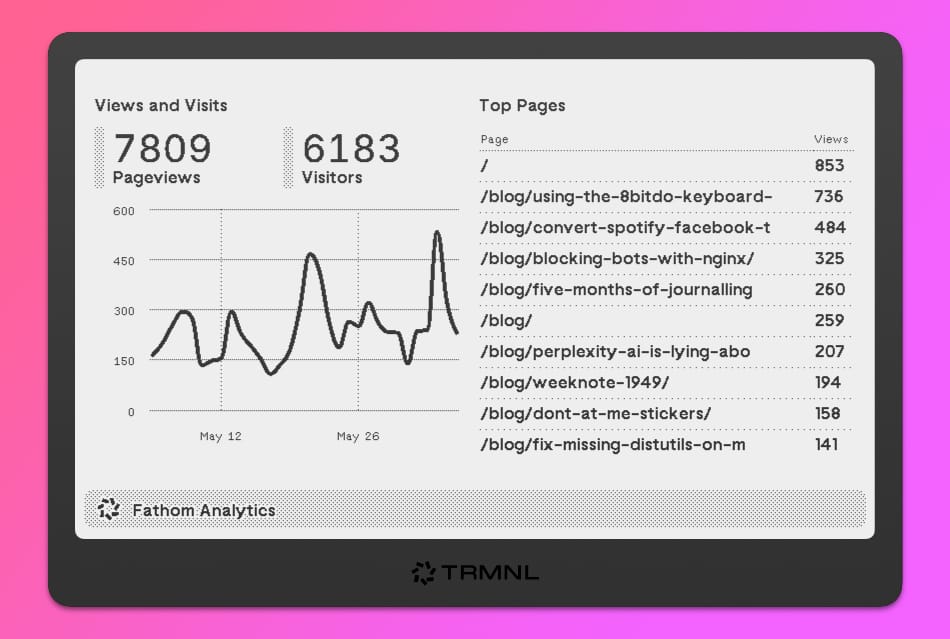 Views and Visits
7809
Pageviews
6183
Visitors
600
450
300
150
0
May 12
May 26
Top Pages
Page Views
/ 853
/blog/using-the-8bitdo-keyboard- 736
/blog/convert-spotify-facebook-t 484
/blog/blocking-bots-with-nginx/ 325
/blog/five-months-of-journalling 260
/blog/ 259
/blog/perplexity-ai-is-lying-abo 207
/blog/weeknote-1949/ 194
/blog/dont-at-me-stickers/ 158
/blog/fix-missing-distutils-on-m 141
Fathom Analytics
TRMNL